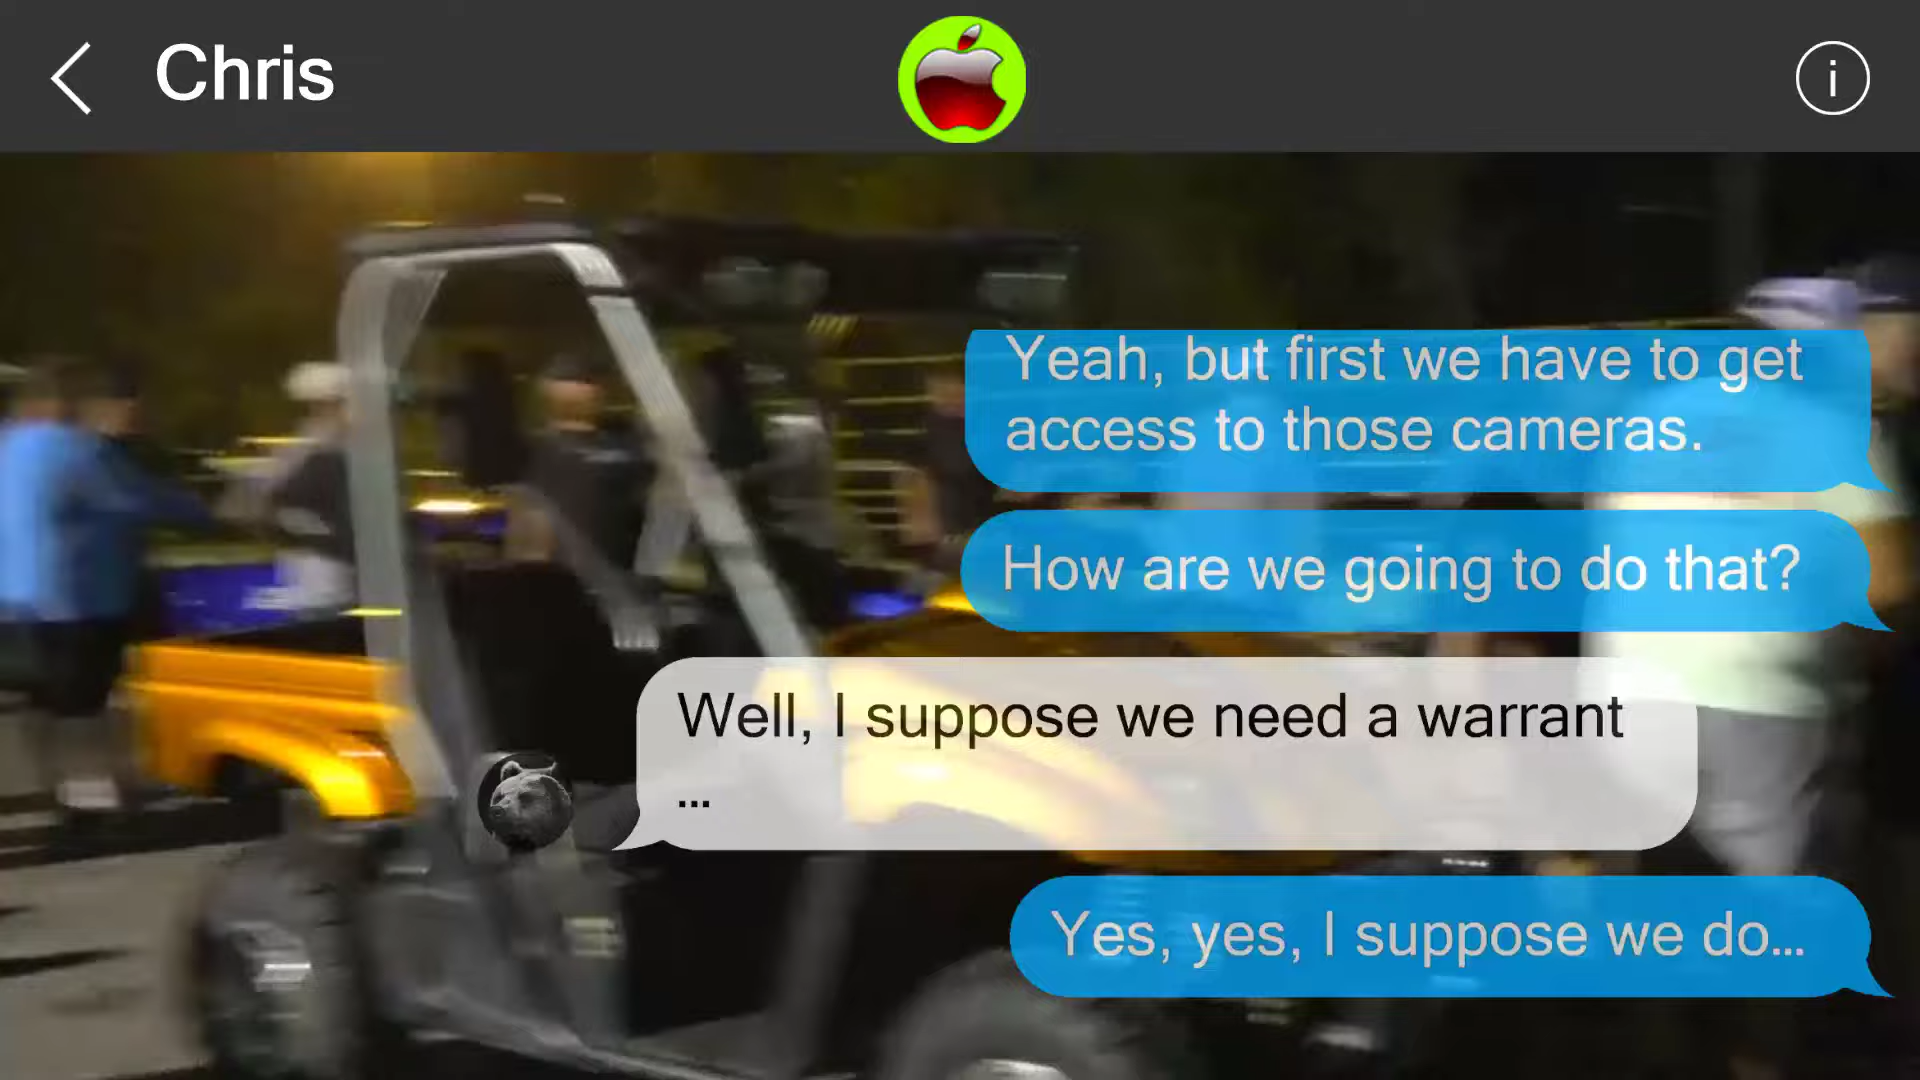 Chris
Yeah, but first we have to get
access to those cameras.
How are we going to do that?
Well, I suppose we need a warrant
...
Yes, yes, I suppose we do...